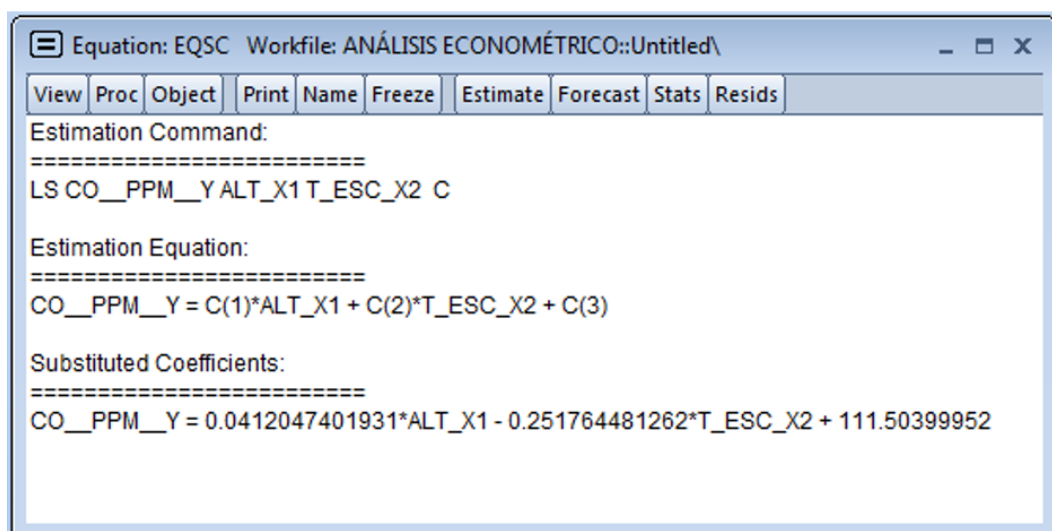 Equation: EQSC Workfile: ANÁLISIS ECONOMÉTRICO::Untitled\
View Proc Object Print Name Freeze Estimate Forecast Stats Resids
Estimation Command:
=========================
LS CO__PPM__Y ALT_X1 T_ESC_X2 C
Estimation Equation:
=========================
CO__PPM__Y = C(1)*ALT_X1 + C(2)*T_ESC_X2 + C(3)
Substituted Coefficients:
=========================
CO__PPM__Y = 0.0412047401931*ALT_X1 - 0.251764481262*T_ESC_X2 + 111.50399952